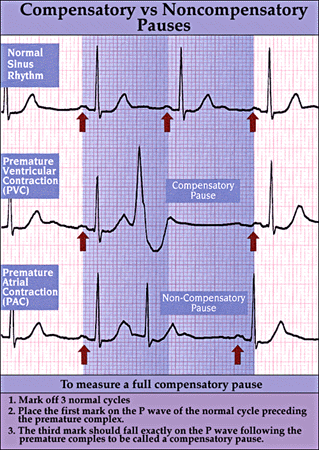 Compensatory vs Noncompensatory
Pauses
Normal
Sinus
Rhythm
Premature
Ventricular
Contraction
(PVC)
Compensatory
Pause
Premature
Atrial
Contraction
(PAC)
Non-Compensatory
Pause
To measure a full compensatory pause
1. Mark off 3 normal cycles
2. Place the first mark on the P wave of the normal cycle preceding
the premature complex.
3. The third mark should fall exactly on the P wave following the
premature comples to be called a compensatory pause.